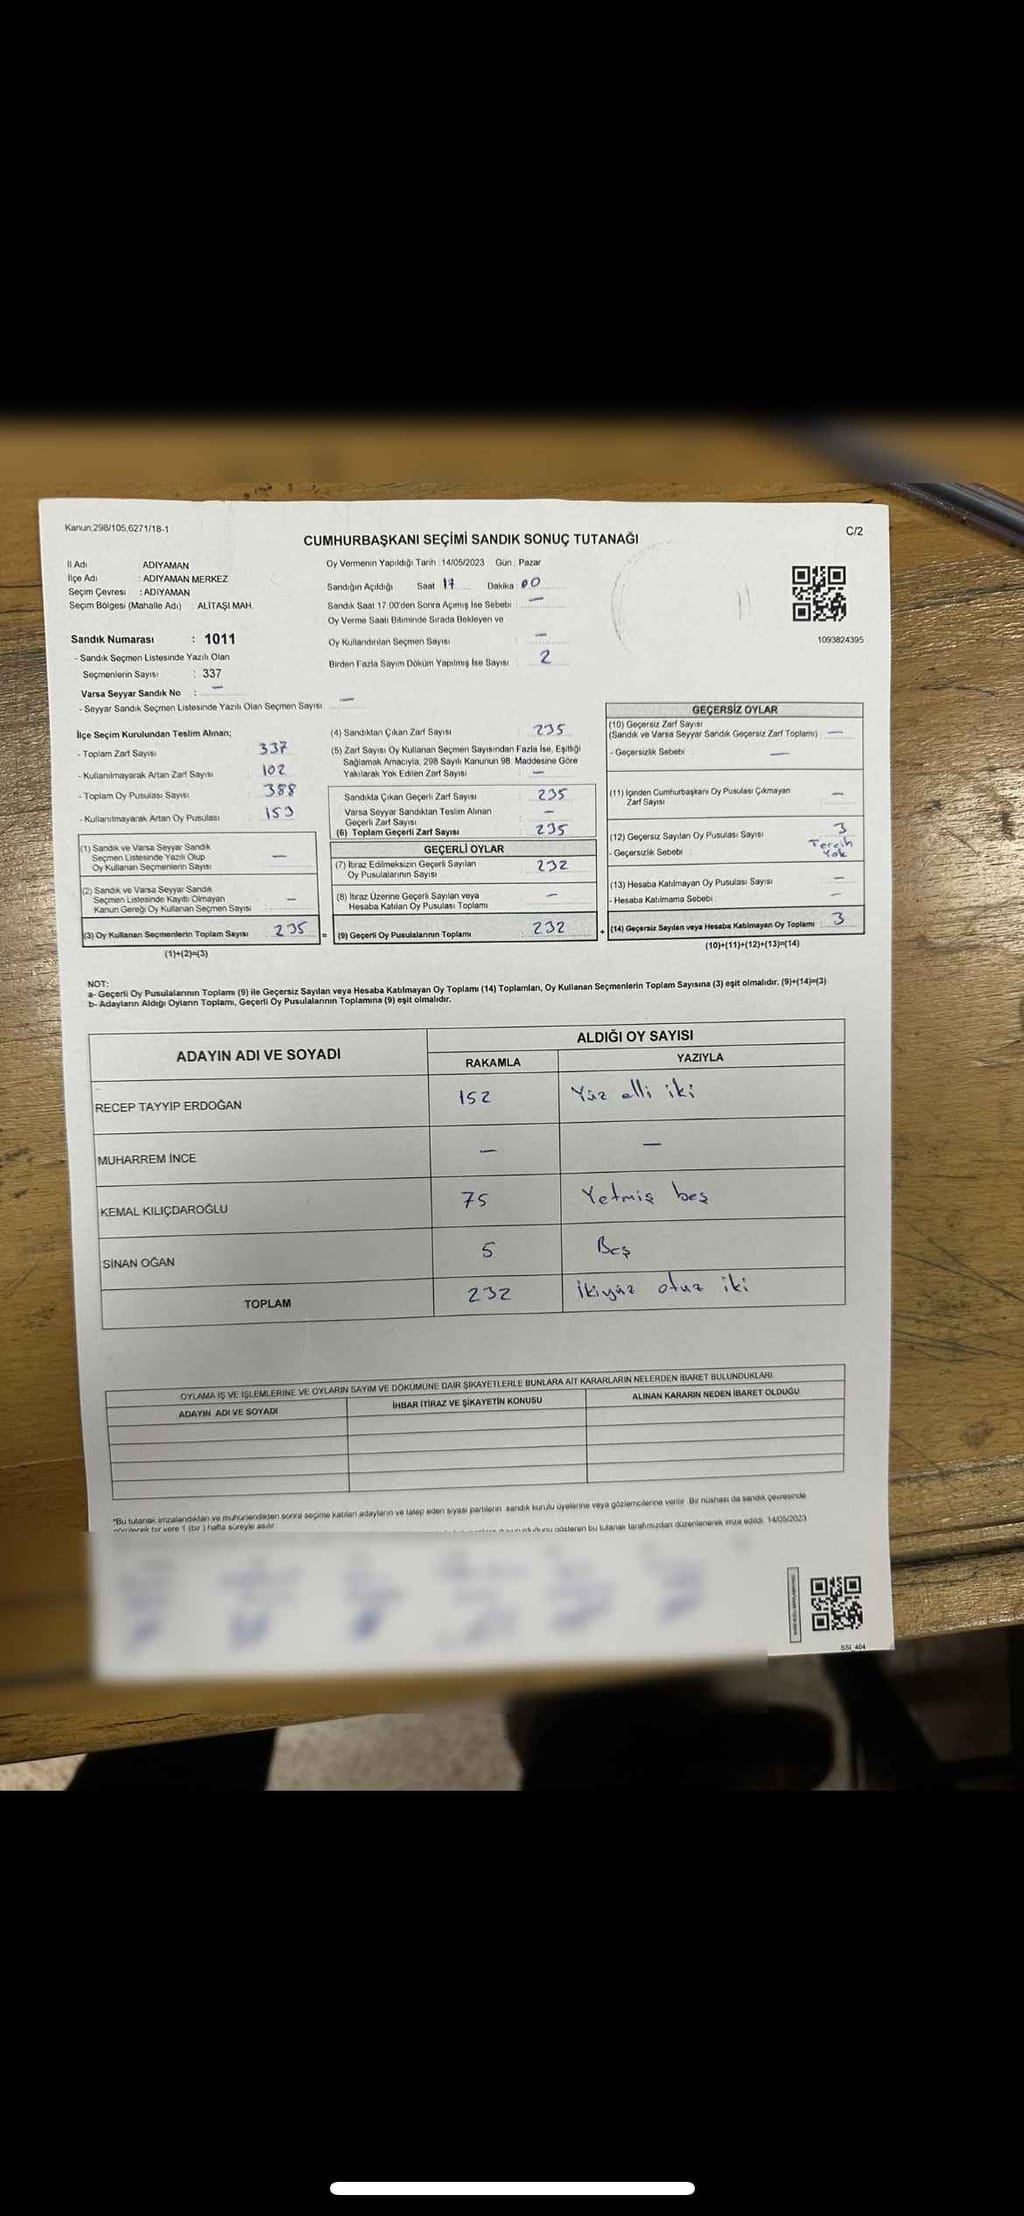 Kanun;298/105,6271/18-1
C/2
CUMHURBAŞKANI SEÇİMİ SANDIK SONUÇ TUTANAĞI
İl Adı ADIYAMAN
İlçe Adı : ADIYAMAN MERKEZ
Seçim Çevresi : ADIYAMAN
Seçim Bölgesi (Mahalle Adı) : ALİTAŞI MAH.
Sandık Numarası : 1011
- Sandık Seçmen Listesinde Yazılı Olan
Seçmenlerin Sayısı : 337
Varsa Seyyar Sandık No : —
- Seyyar Sandık Seçmen Listesinde Yazılı Olan Seçmen Sayısı —
Oy Vermenin Yapıldığı Tarih : 14/05/2023 Gün : Pazar
Sandığın Açıldığı Saat 17 Dakika : 00
Sandık Saat 17:00'den Sonra Açımış İse Sebebi : —
Oy Verme Saati Bitiminde Sırada Bekleyen ve
Oy Kullandırılan Seçmen Sayısı : —
Birden Fazla Sayım Döküm Yapılmış İse Sayısı : 2
1093824395
İlçe Seçim Kurulundan Teslim Alınan;
- Toplam Zarf Sayısı 337
- Kullanılmayarak Artan Zarf Sayısı 102
- Toplam Oy Pusulası Sayısı 388
- Kullanılmayarak Artan Oy Pusulası 153
(1) Sandık ve Varsa Seyyar Sandık
Seçmen Listesinde Yazılı Olup
Oy Kullanan Seçmenlerin Sayısı —
(2) Sandık ve Varsa Seyyar Sandık
Seçmen Listesinde Kayıtlı Olmayan
Kanun Gereği Oy Kullanan Seçmen Sayısı —
(3) Oy Kullanan Seçmenlerin Toplam Sayısı 235 =
(1)+(2)=(3)
(4) Sandıktan Çıkan Zarf Sayısı : 235
(5) Zarf Sayısı Oy Kullanan Seçmen Sayısından Fazla İse, Eşitliği
Sağlamak Amacıyla, 298 Sayılı Kanunun 98. Maddesine Göre
Yakılarak Yok Edilen Zarf Sayısı : —
Sandıkta Çıkan Geçerli Zarf Sayısı : 235
Varsa Seyyar Sandıktan Teslim Alınan
Geçerli Zarf Sayısı : —
(6) Toplam Geçerli Zarf Sayısı : 235
GEÇERLİ OYLAR
(7) İtiraz Edilmeksizin Geçerli Sayılan
Oy Pusulalarının Sayısı : 232
(8) İtiraz Üzerine Geçerli Sayılan veya
Hesaba Katılan Oy Pusulası Toplamı : —
(9) Geçerli Oy Pusulalarının Toplamı : 232 +
GEÇERSİZ OYLAR
(10) Geçersiz Zarf Sayısı
(Sandık ve Varsa Seyyar Sandık Geçersiz Zarf Toplamı) : —
- Geçersizlik Sebebi : —
(11) İçinden Cumhurbaşkanı Oy Pusulası Çıkmayan
Zarf Sayısı : —
(12) Geçersiz Sayılan Oy Pusulası Sayısı : 3
- Geçersizlik Sebebi : Tercih
Yok
(13) Hesaba Katılmayan Oy Pusulası Sayısı : —
- Hesaba Katılmama Sebebi : —
(14) Geçersiz Sayılan veya Hesaba Katılmayan Oy Toplamı : 3
(10)+(11)+(12)+(13)=(14)
NOT:
a- Geçerli Oy Pusulalarının Toplamı (9) ile Geçersiz Sayılan veya Hesaba Katılmayan Oy Toplamı (14) Toplamları, Oy Kullanan Seçmenlerin Toplam Sayısına (3) eşit olmalıdır. (9)+(14)=(3)
b- Adayların Aldığı Oyların Toplamı, Geçerli Oy Pusulalarının Toplamına (9) eşit olmalıdır.
ADAYIN ADI VE SOYADI
ALDIĞI OY SAYISI
RAKAMLA YAZIYLA
RECEP TAYYİP ERDOĞAN 152 Yüz elli iki
MUHARREM İNCE — —
KEMAL KILIÇDAROĞLU 75 Yetmiş beş
SİNAN OĞAN 5 Beş
TOPLAM 232 İkiyüz otuz iki
OYLAMA İŞ VE İŞLEMLERİNE VE OYLARIN SAYIM VE DÖKÜMÜNE DAİR ŞİKAYETLERLE BUNLARA AİT KARARLARIN NELERDEN İBARET BULUNDUKLARI
ADAYIN ADI VE SOYADI İHBAR İTİRAZ VE ŞİKAYETİN KONUSU ALINAN KARARIN NEDEN İBARET OLDUĞU
*Bu tutanak imzalandıktan ve mühürlendikten sonra seçime katılan adayların ve talep eden siyasi partilerin sandık kurulu üyelerine veya gözlemcilerine verilir. Bir nüshası da sandık çevresinde
görülecek bir yere 1 (bir) hafta süreyle asılır.
gösteren bu tutanak tarafımızdan düzenlenerek imza edildi. 14/05/2023
SSI_404